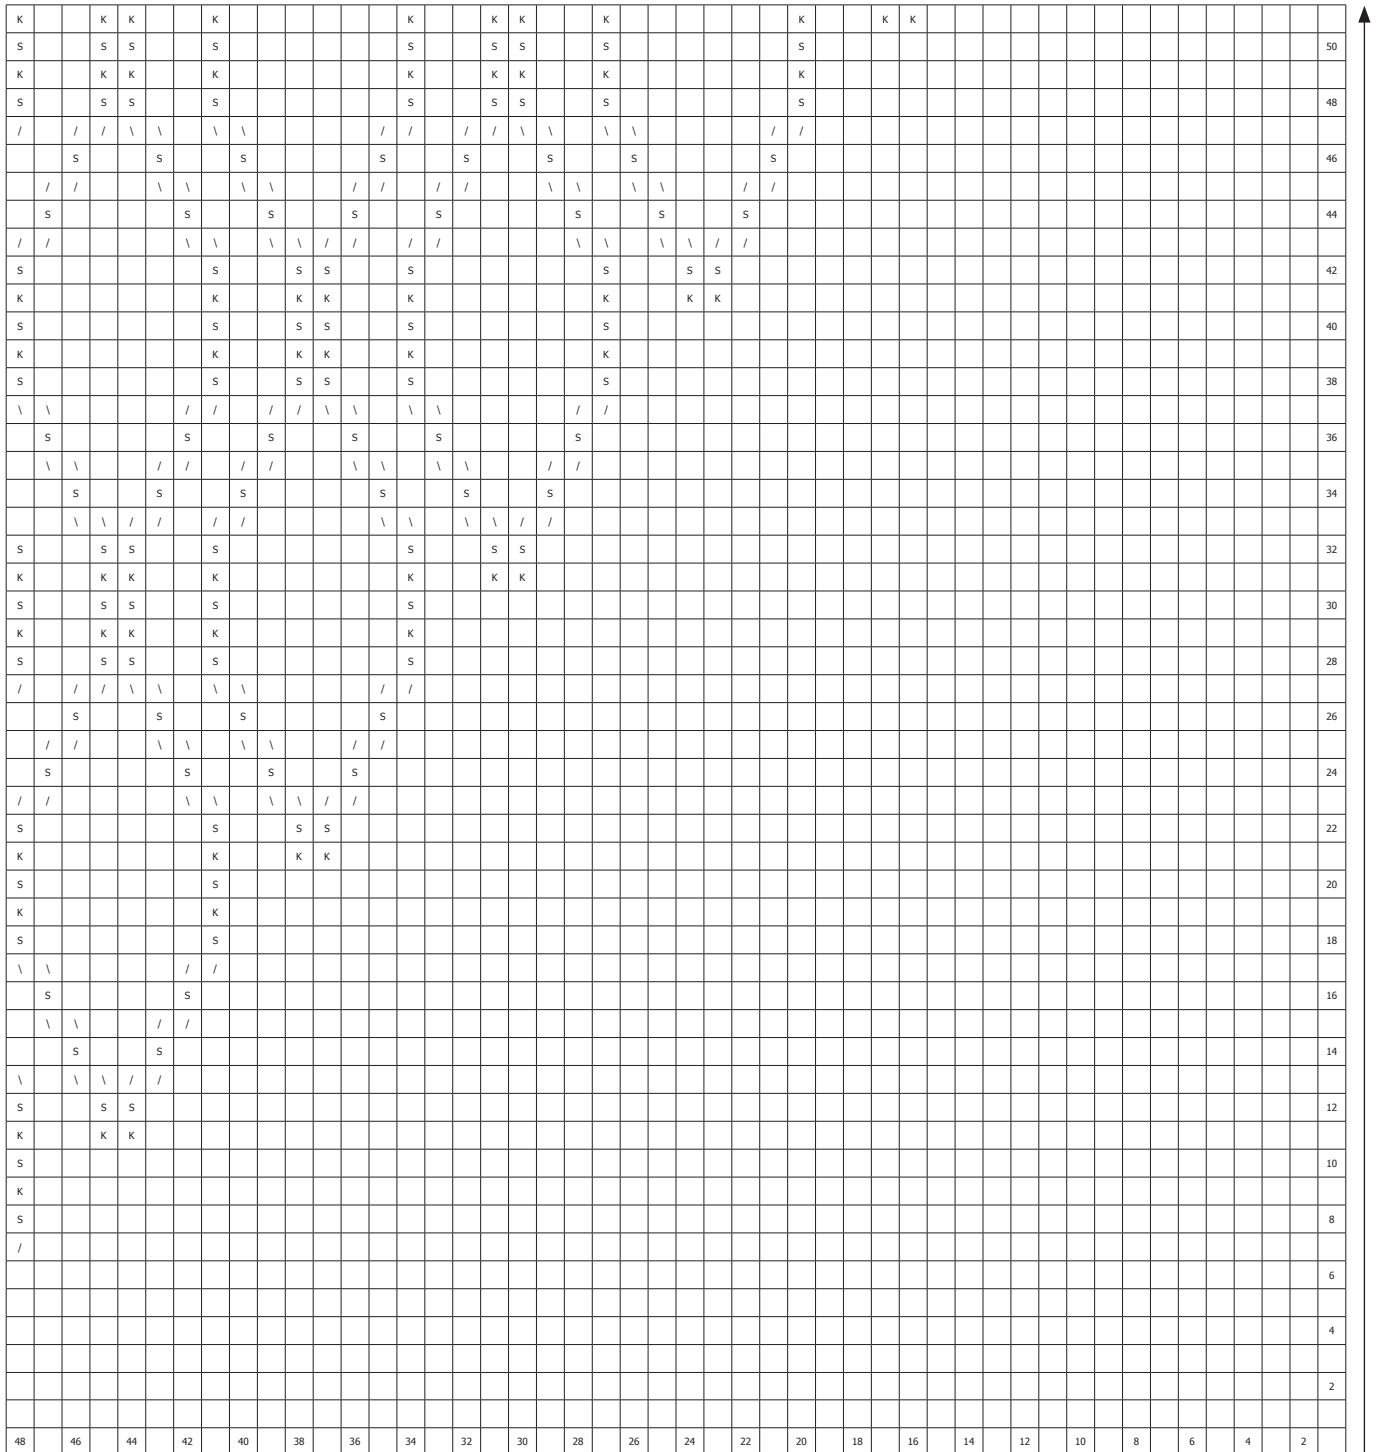 K K K K K K K K K K K
S S S S S S S S S 50
K K K K K K K K K
S S S S S S S S S 48
/ / / \ \ \ \ / / / / \ \ \ \ / /
S S S S S S S S 46
/ / \ \ \ \ / / / / \ \ \ \ / /
S S S S S S S S 44
/ / \ \ \ \ / / / / \ \ \ \ / /
S S S S S S S S 42
K K K K K K K K
S S S S S S 40
K K K K K K
S S S S S S 38
\ \ / / / / \ \ \ \ / /
S S S S S S 36
\ \ / / / / \ \ \ \ / /
S S S S S S 34
\ \ / / / / \ \ \ \ / /
S S S S S S S 32
K K K K K K K
S S S S S 30
K K K K K
S S S S S 28
/ / / \ \ \ \ / /
S S S S 26
/ / \ \ \ \ / /
S S S S 24
/ / \ \ \ \ / /
S S S S 22
K K K K
S S 20
K K
S S 18
\ \ / /
S S 16
\ \ / /
S S 14
\ \ \ / /
S S S 12
K K K
S 10
K
S 8
/
6
4
2
48 46 44 42 40 38 36 34 32 30 28 26 24 22 20 18 16 14 12 10 8 6 4 2